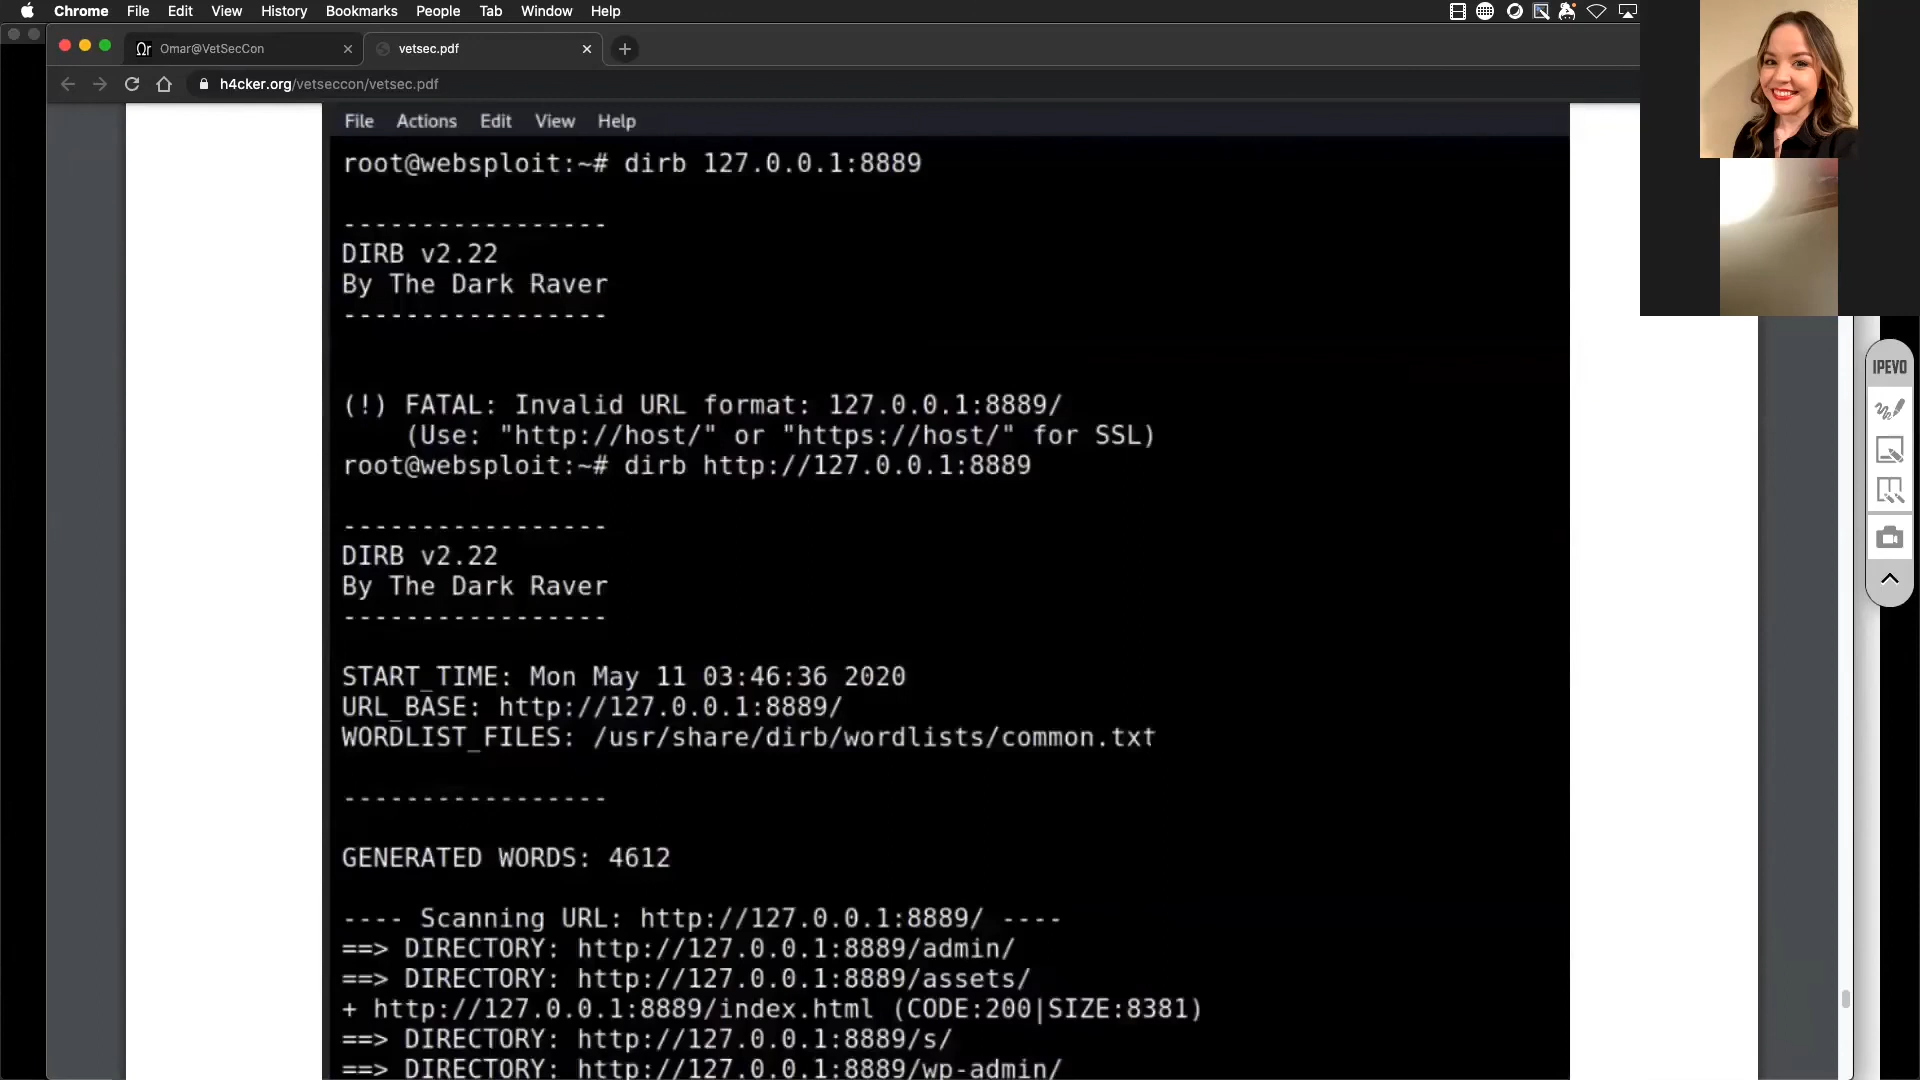 Chrome File Edit View History Bookmarks People Tab Window Help
Ωr Omar@VetSecCon
vetsec.pdf
h4cker.org/vetseccon/vetsec.pdf
File Actions Edit View Help
root@websploit:~# dirb 127.0.0.1:8889
-----------------
DIRB v2.22
By The Dark Raver
-----------------
(!) FATAL: Invalid URL format: 127.0.0.1:8889/
(Use: "http://host/" or "https://host/" for SSL)
root@websploit:~# dirb http://127.0.0.1:8889
-----------------
DIRB v2.22
By The Dark Raver
-----------------
START_TIME: Mon May 11 03:46:36 2020
URL_BASE: http://127.0.0.1:8889/
WORDLIST_FILES: /usr/share/dirb/wordlists/common.txt
-----------------
GENERATED WORDS: 4612
---- Scanning URL: http://127.0.0.1:8889/ ----
==> DIRECTORY: http://127.0.0.1:8889/admin/
==> DIRECTORY: http://127.0.0.1:8889/assets/
+ http://127.0.0.1:8889/index.html (CODE:200|SIZE:8381)
==> DIRECTORY: http://127.0.0.1:8889/s/
==> DIRECTORY: http://127.0.0.1:8889/wp-admin/
IPEVO